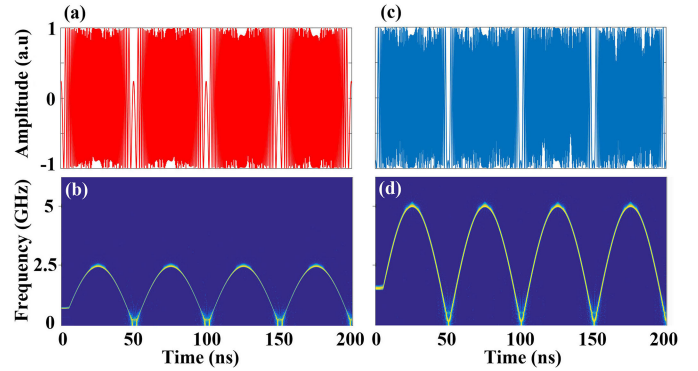 (a)
(c)
Amplitude (a.u)
1
0
-1
(b)
(d)
Frequency (GHz)
5
2.5
0
0 50 100 150 200
0 50 100 150 200
Time (ns)
Time (ns)